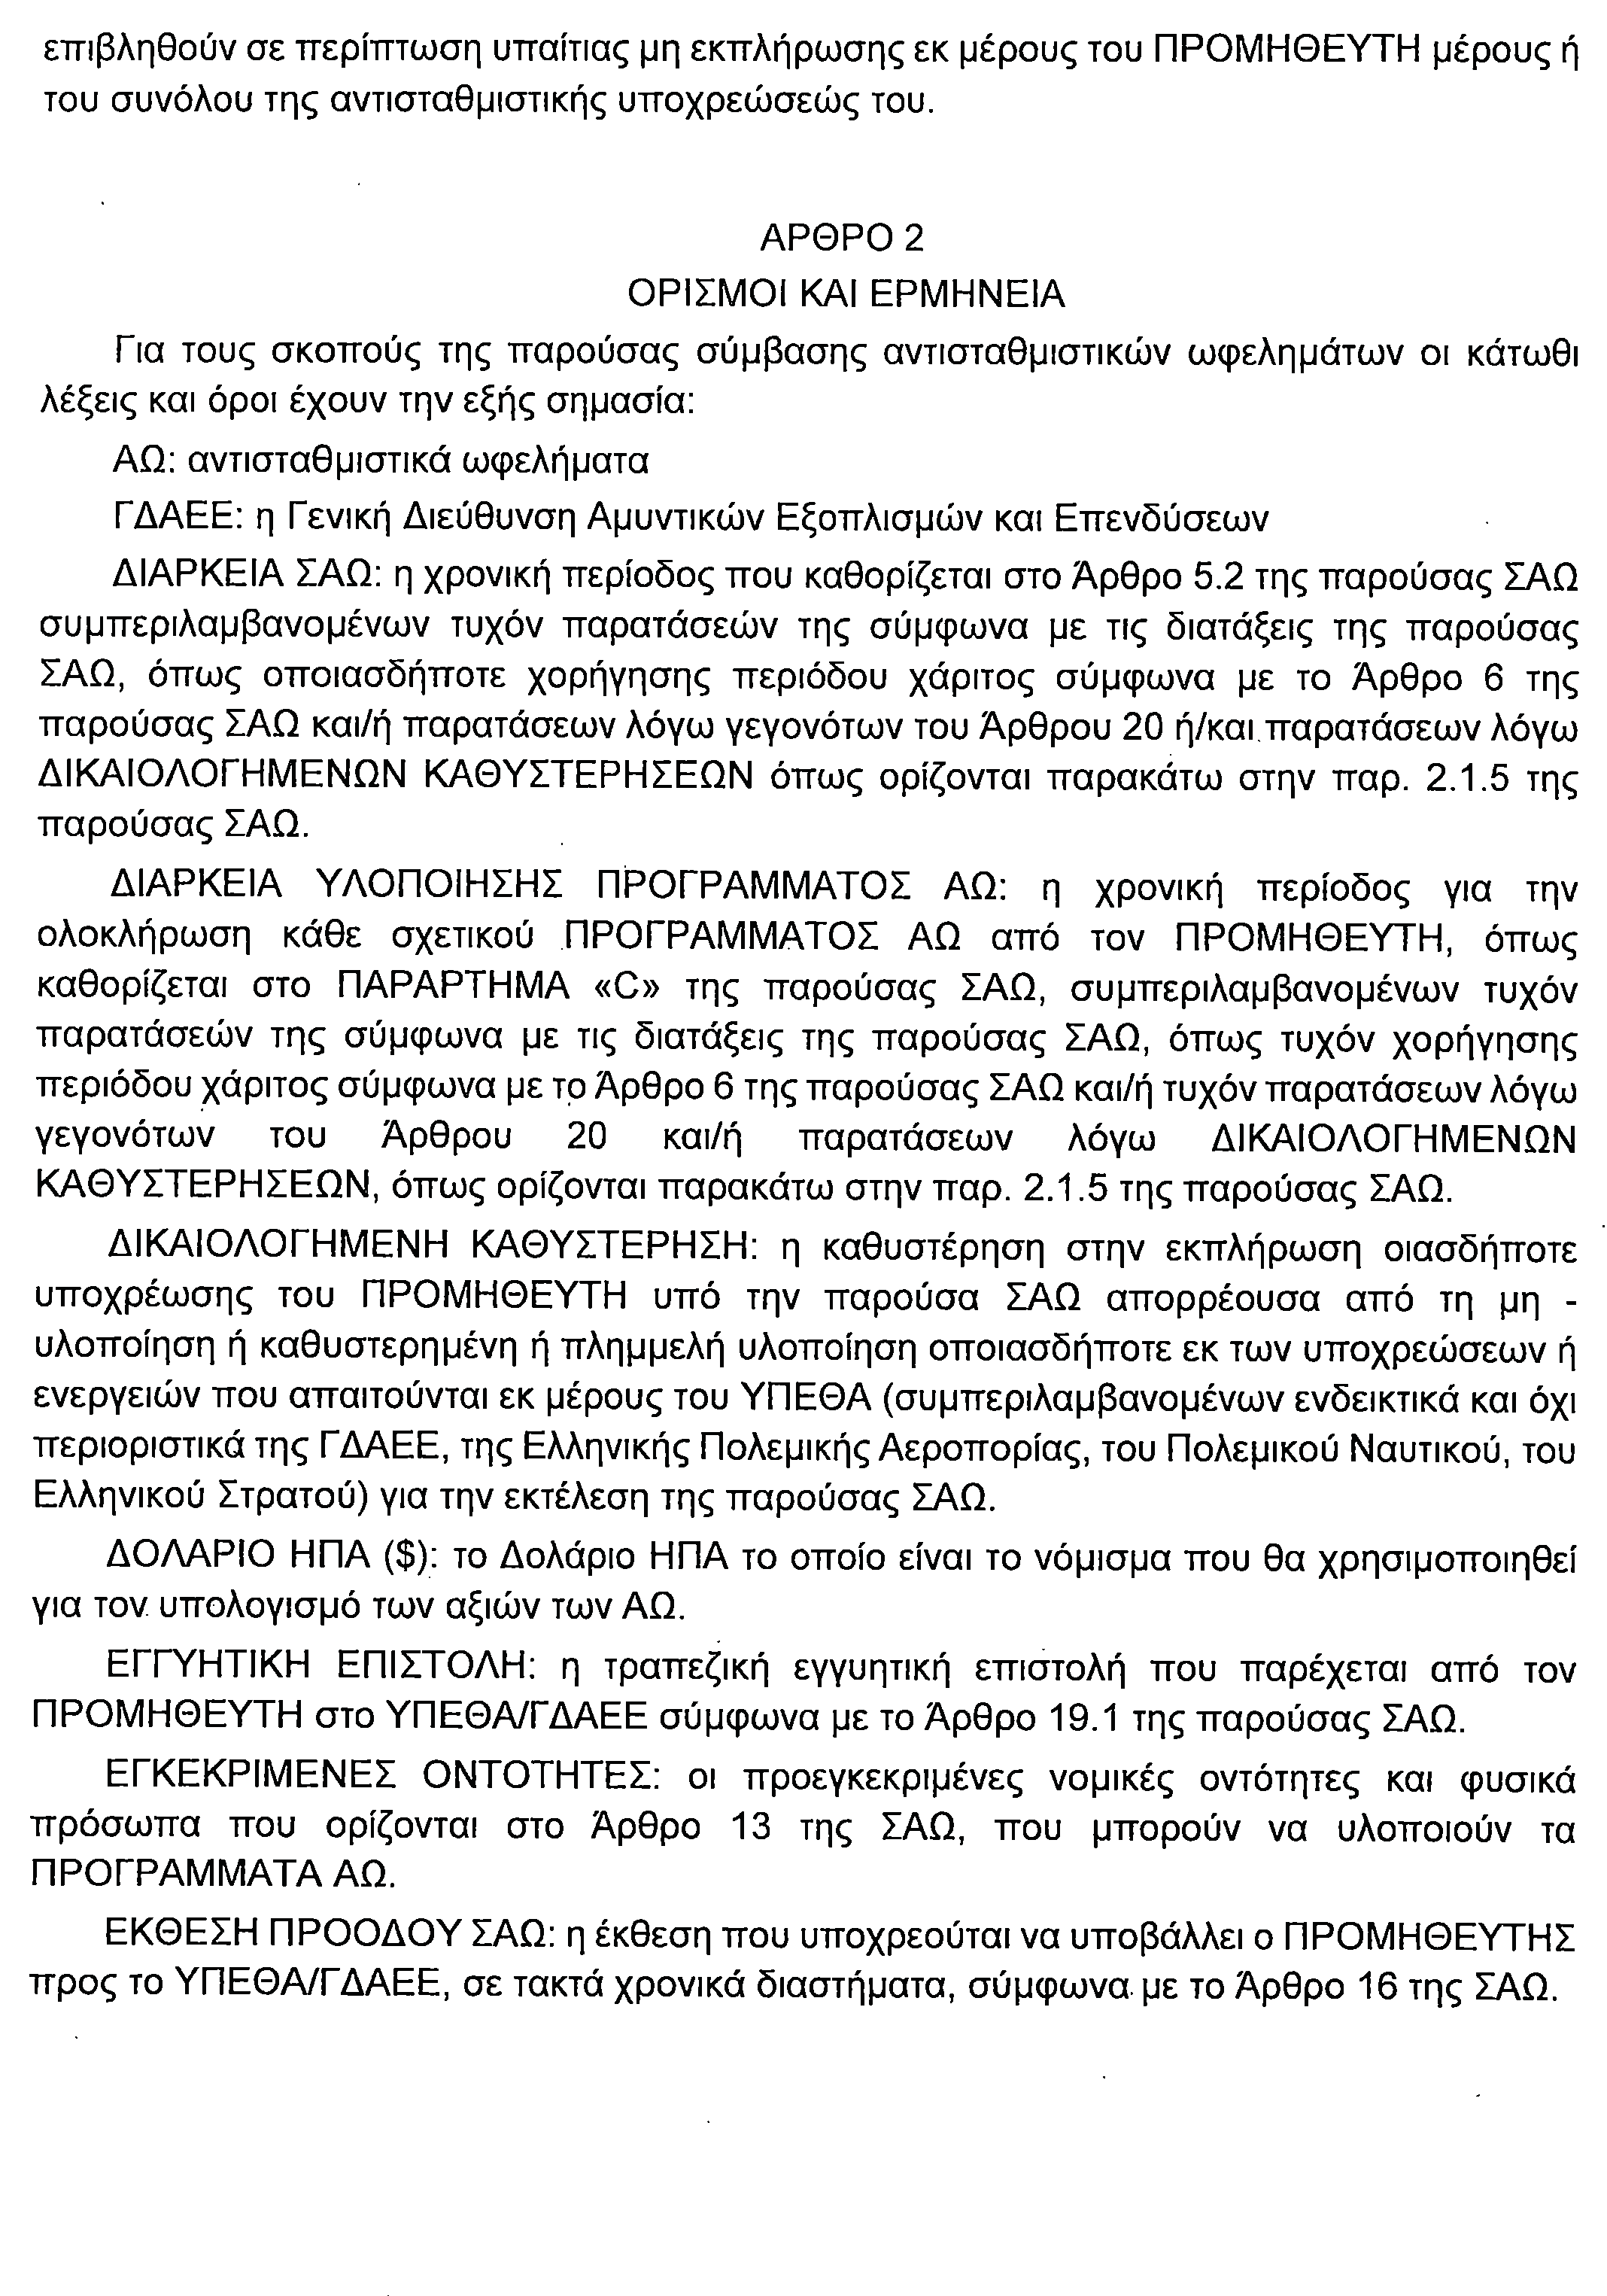 επιβληθούν σε περίπτωση υπαίτιας μη εκπλήρωσης εκ μέρους του ΠΡΟΜΗΘΕΥΤΗ μέρους ή
του συνόλου της αντισταθμιστικής υποχρεώσεώς του.
ΑΡΘΡΟ 2
ΟΡΙΣΜΟΙ ΚΑΙ ΕΡΜΗΝΕΙΑ
Για τους σκοπούς της παρούσας σύμβασης αντισταθμιστικών ωφελημάτων οι κάτωθι
λέξεις και όροι έχουν την εξής σημασία:
ΑΩ: αντισταθμιστικά ωφελήματα
ΓΔΑΕΕ: η Γενική Διεύθυνση Αμυντικών Εξοπλισμών και Επενδύσεων
ΔΙΑΡΚΕΙΑ ΣΑΩ: η χρονική περίοδος που καθορίζεται στο Άρθρο 5.2 της παρούσας ΣΑΩ
συμπεριλαμβανομένων τυχόν παρατάσεών της σύμφωνα με τις διατάξεις της παρούσας
ΣΑΩ, όπως οποιασδήποτε χορήγησης περιόδου χάριτος σύμφωνα με το Άρθρο 6 της
παρούσας ΣΑΩ και/ή παρατάσεων λόγω γεγονότων του Άρθρου 20 ή/και παρατάσεων λόγω
ΔΙΚΑΙΟΛΟΓΗΜΕΝΩΝ ΚΑΘΥΣΤΕΡΗΣΕΩΝ όπως ορίζονται παρακάτω στην παρ. 2.1.5 της
παρούσας ΣΑΩ.
ΔΙΑΡΚΕΙΑ ΥΛΟΠΟΙΗΣΗΣ ΠΡΟΓΡΑΜΜΑΤΟΣ ΑΩ: η χρονική περίοδος για την
ολοκλήρωση κάθε σχετικού ΠΡΟΓΡΑΜΜΑΤΟΣ ΑΩ από τον ΠΡΟΜΗΘΕΥΤΗ, όπως
καθορίζεται στο ΠΑΡΑΡΤΗΜΑ «C» της παρούσας ΣΑΩ, συμπεριλαμβανομένων τυχόν
παρατάσεών της σύμφωνα με τις διατάξεις της παρούσας ΣΑΩ, όπως τυχόν χορήγησης
περιόδου χάριτος σύμφωνα με το Άρθρο 6 της παρούσας ΣΑΩ και/ή τυχόν παρατάσεων λόγω
γεγονότων του Άρθρου 20 και/ή παρατάσεων λόγω ΔΙΚΑΙΟΛΟΓΗΜΕΝΩΝ
ΚΑΘΥΣΤΕΡΗΣΕΩΝ, όπως ορίζονται παρακάτω στην παρ. 2.1.5 της παρούσας ΣΑΩ.
ΔΙΚΑΙΟΛΟΓΗΜΕΝΗ ΚΑΘΥΣΤΕΡΗΣΗ: η καθυστέρηση στην εκπλήρωση οιασδήποτε
υποχρέωσης του ΠΡΟΜΗΘΕΥΤΗ υπό την παρούσα ΣΑΩ απορρέουσα από τη μη -
υλοποίηση ή καθυστερημένη ή πλημμελή υλοποίηση οποιασδήποτε εκ των υποχρεώσεων ή
ενεργειών που απαιτούνται εκ μέρους του ΥΠΕΘΑ (συμπεριλαμβανομένων ενδεικτικά και όχι
περιοριστικά της ΓΔΑΕΕ, της Ελληνικής Πολεμικής Αεροπορίας, του Πολεμικού Ναυτικού, του
Ελληνικού Στρατού) για την εκτέλεση της παρούσας ΣΑΩ.
ΔΟΛΑΡΙΟ ΗΠΑ ($): το Δολάριο ΗΠΑ το οποίο είναι το νόμισμα που θα χρησιμοποιηθεί
για τον υπολογισμό των αξιών των ΑΩ.
ΕΓΓΥΗΤΙΚΗ ΕΠΙΣΤΟΛΗ: η τραπεζική εγγυητική επιστολή που παρέχεται από τον
ΠΡΟΜΗΘΕΥΤΗ στο ΥΠΕΘΑ/ΓΔΑΕΕ σύμφωνα με το Άρθρο 19.1 της παρούσας ΣΑΩ.
ΕΓΚΕΚΡΙΜΕΝΕΣ ΟΝΤΟΤΗΤΕΣ: οι προεγκεκριμένες νομικές οντότητες και φυσικά
πρόσωπα που ορίζονται στο Άρθρο 13 της ΣΑΩ, που μπορούν να υλοποιούν τα
ΠΡΟΓΡΑΜΜΑΤΑ ΑΩ.
ΕΚΘΕΣΗ ΠΡΟΟΔΟΥ ΣΑΩ: η έκθεση που υποχρεούται να υποβάλλει ο ΠΡΟΜΗΘΕΥΤΗΣ
προς το ΥΠΕΘΑ/ΓΔΑΕΕ, σε τακτά χρονικά διαστήματα, σύμφωνα με το Άρθρο 16 της ΣΑΩ.